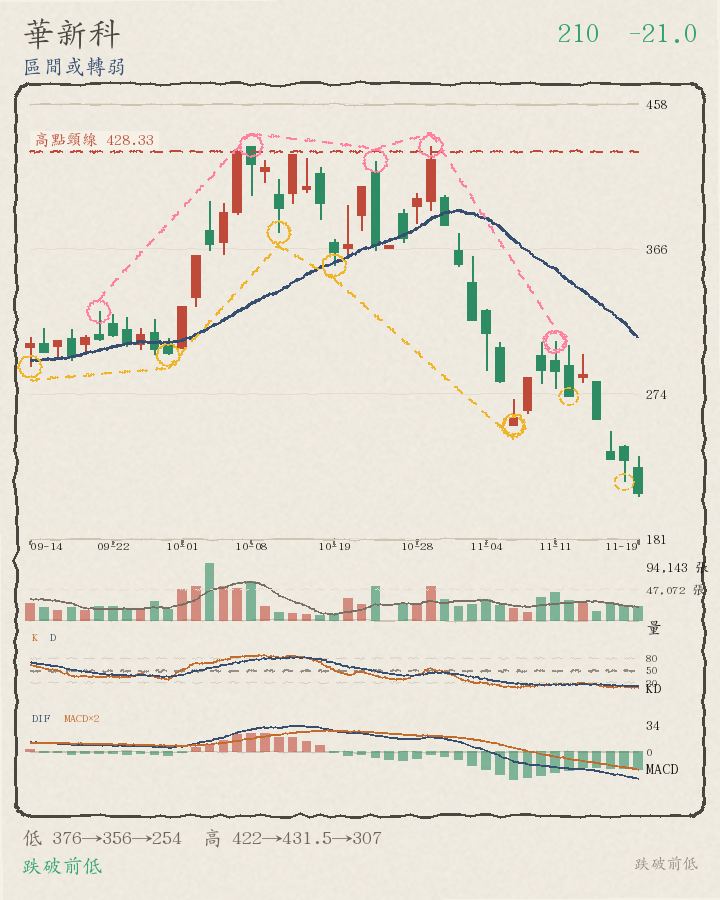 華新科
210 -21.0
區間或轉弱
458
高點頸線 428.33
366
274
181
09-14 09-22 10-01 10-08 10-19 10-28 11-04 11-11 11-19
94,143 張
47,072 張
量
K D
80
50
20
KD
DIF MACD×2
34
0
MACD
低 376→356→254 高 422→431.5→307
跌破前低
跌破前低